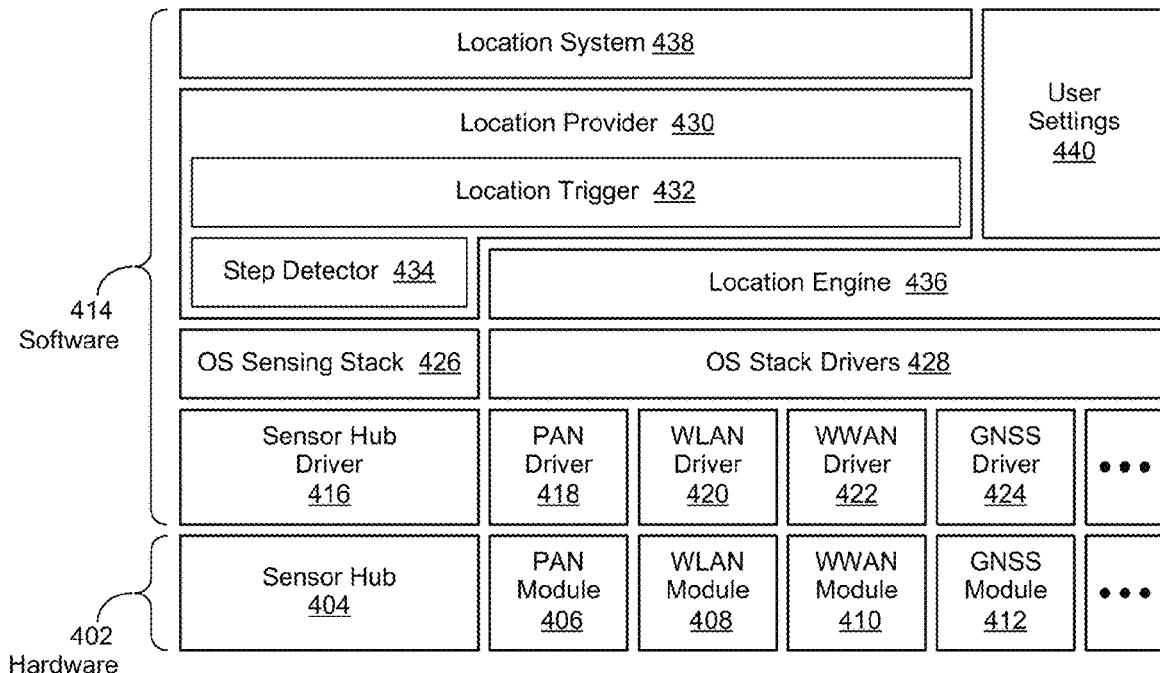 Location System 438
User
Settings
440
Location Provider 430
Location Trigger 432
Step Detector 434
Location Engine 436
414
Software
OS Sensing Stack 426
OS Stack Drivers 428
Sensor Hub
Driver
416
PAN
Driver
418
WLAN
Driver
420
WWAN
Driver
422
GNSS
Driver
424
Sensor Hub
404
PAN
Module
406
WLAN
Module
408
WWAN
Module
410
GNSS
Module
412
402
Hardware